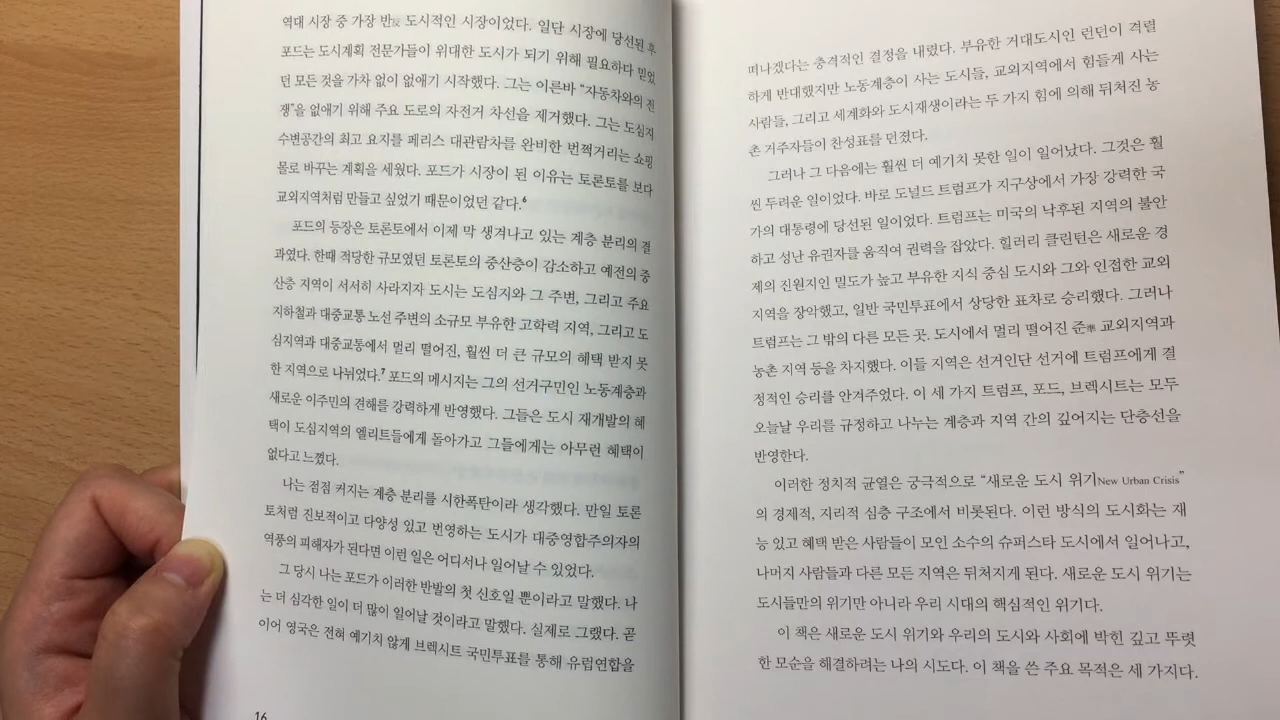 역대 시장 중 가장 반反 도시적인 시장이었다. 일단 시장에 당선된 후
포드는 도시계획 전문가들이 위대한 도시가 되기 위해 필요하다 믿었
던 모든 것을 가차 없이 없애기 시작했다. 그는 이른바 “자동차와의 전
쟁”을 없애기 위해 주요 도로의 자전거 차선을 제거했다. 그는 도심지
수변공간의 최고 요지를 페리스 대관람차를 완비한 번쩍거리는 쇼핑
몰로 바꾸는 계획을 세웠다. 포드가 시장이 된 이유는 토론토를 보다
교외지역처럼 만들고 싶었기 때문이었던 같다.6
포드의 등장은 토론토에서 이제 막 생겨나고 있는 계층 분리의 결
과였다. 한때 적당한 규모였던 토론토의 중산층이 감소하고 예전의 중
산층 지역이 서서히 사라지자 도시는 도심지와 그 주변, 그리고 주요
지하철과 대중교통 노선 주변의 소규모 부유한 고학력 지역, 그리고 도
심지역과 대중교통에서 멀리 떨어진, 훨씬 더 큰 규모의 혜택 받지 못
한 지역으로 나뉘었다.7 포드의 메시지는 그의 선거구민인 노동계층과
새로운 이주민의 견해를 강력하게 반영했다. 그들은 도시 재개발의 혜
택이 도심지역의 엘리트들에게 돌아가고 그들에게는 아무런 혜택이
없다고 느꼈다.
나는 점점 커지는 계층 분리를 시한폭탄이라 생각했다. 만일 토론
토처럼 진보적이고 다양성 있고 번영하는 도시가 대중영합주의자의
역풍의 피해자가 된다면 이런 일은 어디서나 일어날 수 있었다.
그 당시 나는 포드가 이러한 반발의 첫 신호일 뿐이라고 말했다. 나
는 더 심각한 일이 더 많이 일어날 것이라고 말했다. 실제로 그랬다. 곧
이어 영국은 전혀 예기치 않게 브렉시트 국민투표를 통해 유럽연합을
16
떠나겠다는 충격적인 결정을 내렸다. 부유한 거대도시인 런던이 격렬
하게 반대했지만 노동계층이 사는 도시들, 교외지역에서 힘들게 사는
사람들, 그리고 세계화와 도시재생이라는 두 가지 힘에 의해 뒤쳐진 농
촌 거주자들이 찬성표를 던졌다.
그러나 그 다음에는 훨씬 더 예기치 못한 일이 일어났다. 그것은 훨
씬 두려운 일이었다. 바로 도널드 트럼프가 지구상에서 가장 강력한 국
가의 대통령에 당선된 일이었다. 트럼프는 미국의 낙후된 지역의 불안
하고 성난 유권자를 움직여 권력을 잡았다. 힐러리 클린턴은 새로운 경
제의 진원지인 밀도가 높고 부유한 지식 중심 도시와 그와 인접한 교외
지역을 장악했고, 일반 국민투표에서 상당한 표차로 승리했다. 그러나
트럼프는 그 밖의 다른 모든 곳. 도시에서 멀리 떨어진 준準 교외지역과
농촌 지역 등을 차지했다. 이들 지역은 선거인단 선거에 트럼프에게 결
정적인 승리를 안겨주었다. 이 세 가지 트럼프, 포드, 브렉시트는 모두
오늘날 우리를 규정하고 나누는 계층과 지역 간의 깊어지는 단층선을
반영한다.
이러한 정치적 균열은 궁극적으로 “새로운 도시 위기New Urban Crisis”
의 경제적, 지리적 심층 구조에서 비롯된다. 이런 방식의 도시화는 재
능 있고 혜택 받은 사람들이 모인 소수의 슈퍼스타 도시에서 일어나고,
나머지 사람들과 다른 모든 지역은 뒤처지게 된다. 새로운 도시 위기는
도시들만의 위기만 아니라 우리 시대의 핵심적인 위기다.
이 책은 새로운 도시 위기와 우리의 도시와 사회에 박힌 깊고 뚜렷
한 모순을 해결하려는 나의 시도다. 이 책을 쓴 주요 목적은 세 가지다.